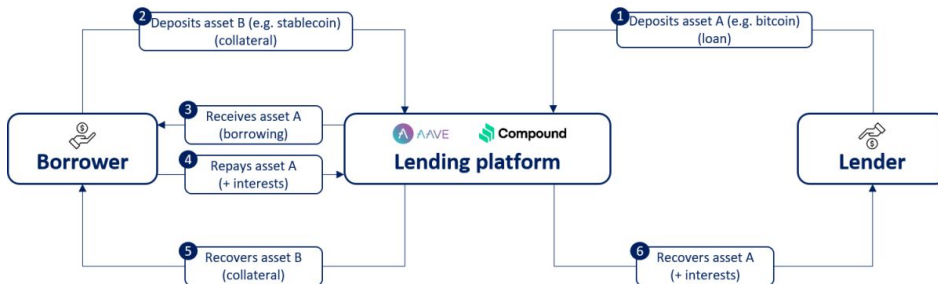 2
Deposits asset B (e.g. stablecoin)
(collateral)
1
Deposits asset A (e.g. bitcoin)
(loan)
3
Receives asset A
(borrowing)
$
Borrower
AAVE
Compound
Lending platform
$
Lender
4
Repays asset A
(+ interests)
5
Recovers asset B
(collateral)
6
Recovers asset A
(+ interests)